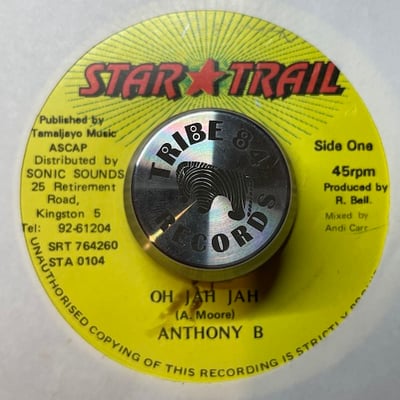 STAR★TRAIL
Published by
Tamaljayo Music
ASCAP
Distributed by
SONIC SOUNDS
25 Retirement
Road,
Kingston 5
Tel: 92-61204
SRT 764260
STA 0104
Side One
45rpm
Produced by
R. Bell.
Mixed by
Andi Carr
TRIBE 84
RECORDS
OH JAH JAH
(A. Moore)
ANTHONY B
UNAUTHORISED COPYING OF THIS RECORDING IS STRICTLY